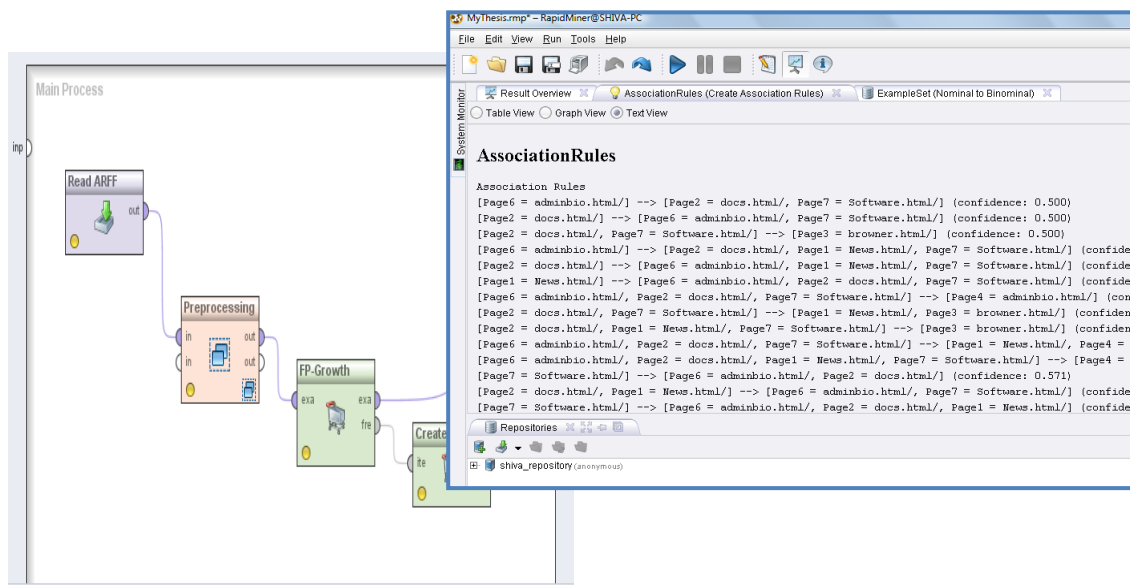 Main Process
inp
Read ARFF
out
Preprocessing
in out
in out
FP-Growth
exa exa
fre
Create
ite
MyThesis.rmp* – RapidMiner@SHIVA-PC
File Edit View Run Tools Help
System Monitor
Result Overview AssociationRules (Create Association Rules) ExampleSet (Nominal to Binominal)
Table View Graph View Text View
AssociationRules
Association Rules
[Page6 = adminbio.html/] --> [Page2 = docs.html/, Page7 = Software.html/] (confidence: 0.500)
[Page2 = docs.html/] --> [Page6 = adminbio.html/, Page7 = Software.html/] (confidence: 0.500)
[Page2 = docs.html/, Page7 = Software.html/] --> [Page3 = browner.html/] (confidence: 0.500)
[Page6 = adminbio.html/] --> [Page2 = docs.html/, Page1 = News.html/, Page7 = Software.html/] (confide
[Page2 = docs.html/] --> [Page6 = adminbio.html/, Page1 = News.html/, Page7 = Software.html/] (confide
[Page1 = News.html/] --> [Page6 = adminbio.html/, Page2 = docs.html/, Page7 = Software.html/] (confide
[Page6 = adminbio.html/, Page2 = docs.html/, Page7 = Software.html/] --> [Page4 = adminbio.html/] (con
[Page2 = docs.html/, Page7 = Software.html/] --> [Page1 = News.html/, Page3 = browner.html/] (confiden
[Page2 = docs.html/, Page1 = News.html/, Page7 = Software.html/] --> [Page3 = browner.html/] (confiden
[Page6 = adminbio.html/, Page2 = docs.html/, Page7 = Software.html/] --> [Page1 = News.html/, Page4 =
[Page6 = adminbio.html/, Page2 = docs.html/, Page1 = News.html/, Page7 = Software.html/] --> [Page4 =
[Page7 = Software.html/] --> [Page6 = adminbio.html/, Page2 = docs.html/] (confidence: 0.571)
[Page2 = docs.html/, Page1 = News.html/] --> [Page6 = adminbio.html/, Page7 = Software.html/] (confide
[Page7 = Software.html/] --> [Page6 = adminbio.html/, Page2 = docs.html/, Page1 = News.html/] (confide
Repositories
shiva_repository (anonymous)